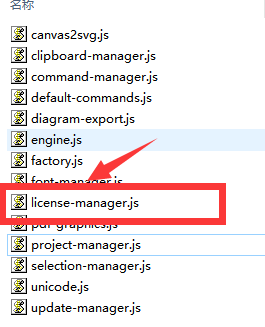 名称
canvas2svg.js
clipboard-manager.js
command-manager.js
default-commands.js
diagram-export.js
engine.js
factory.js
font-manager.js
license-manager.js
pdf-graphics.js
project-manager.js
selection-manager.js
unicode.js
update-manager.js